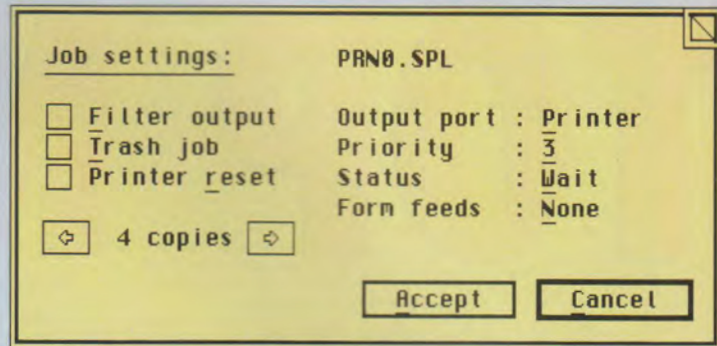 Job settings: PRN0.SPL
Filter output Output port : Printer
Trash job Priority : 3
Printer reset Status : Wait
Form feeds : None
4 copies
Accept Cancel